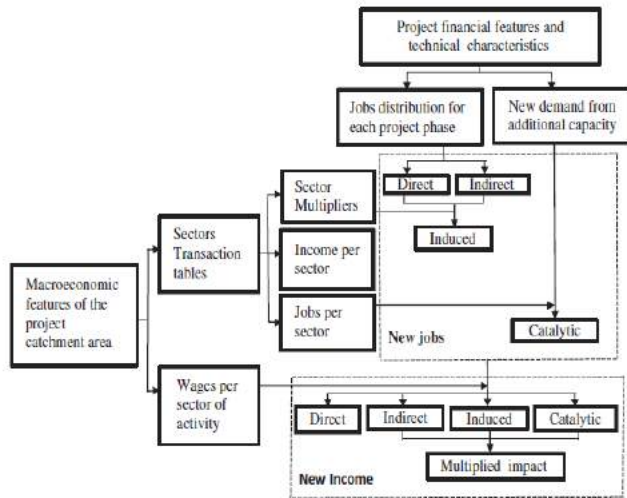 Project financial features
and technical characteristics
Jobs distribution for
each project phase
New demand from
additional capacity
Direct
Indirect
Sector
Multipliers
Induced
Sectors
Transaction
tables
Income per
sector
Macroeconomic
features of the
project
catchment area
Jobs per
sector
New jobs
Catalytic
Wages per
sector of
activity
Direct
Indirect
Induced
Catalytic
Multiplied impact
New Income